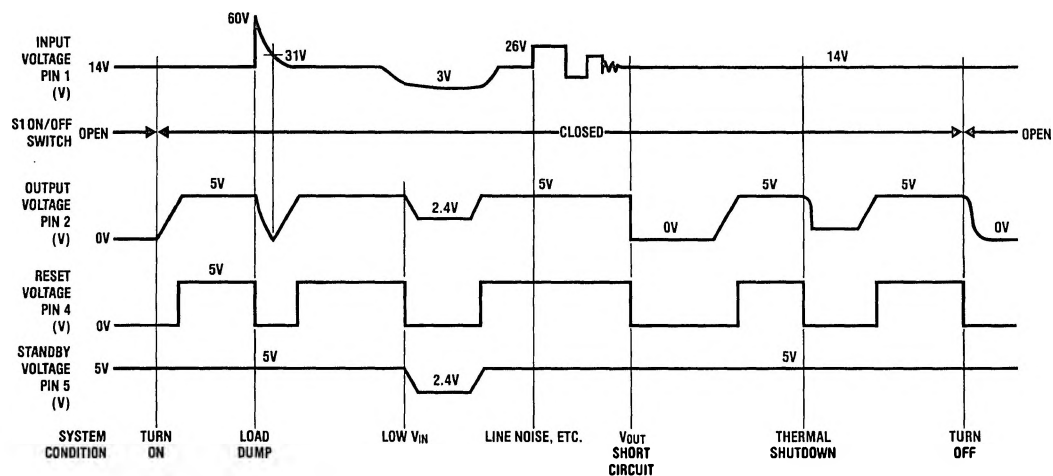 60V
INPUT
VOLTAGE
PIN 1
(V)
14V
31V
3V
26V
14V
S1 ON/OFF
SWITCH
OPEN
CLOSED
OPEN
OUTPUT
VOLTAGE
PIN 2
(V)
0V
5V
2.4V
5V
0V
5V
5V
0V
RESET
VOLTAGE
PIN 4
(V)
0V
5V
STANDBY
VOLTAGE
PIN 5
(V)
5V
5V
2.4V
5V
SYSTEM
CONDITION
TURN
ON
LOAD
DUMP
LOW VIN
LINE NOISE, ETC.
VOUT
SHORT
CIRCUIT
THERMAL
SHUTDOWN
TURN
OFF